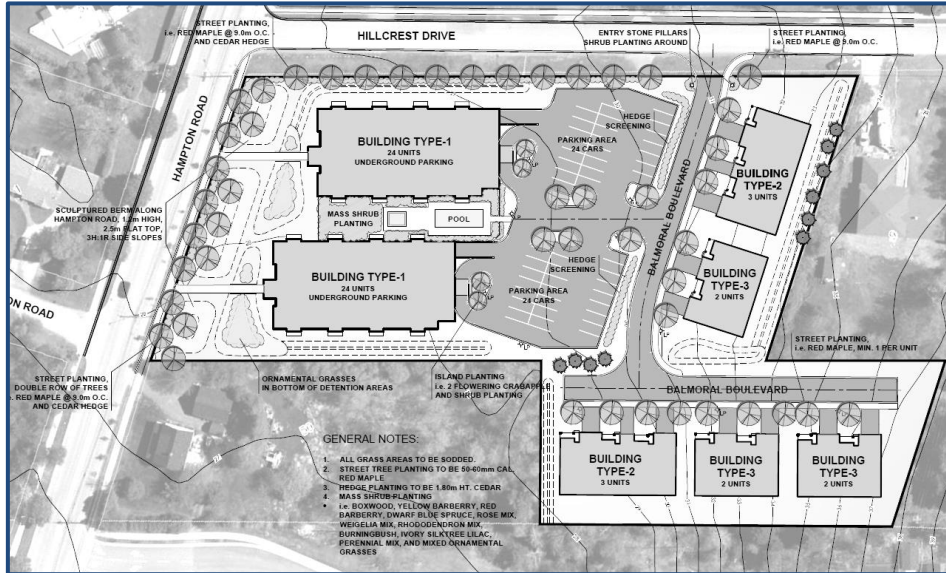 STREET PLANTING,
i.e. RED MAPLE @ 9.0m O.C.
AND CEDAR HEDGE
HILLCREST DRIVE
ENTRY STONE PILLARS
SHRUB PLANTING AROUND
STREET PLANTING,
i.e. RED MAPLE @ 9.0m O.C.
HAMPTON ROAD
BUILDING TYPE-1
24 UNITS
UNDERGROUND PARKING
HEDGE
SCREENING
PARKING AREA
24 CARS
BUILDING
TYPE-2
3 UNITS
SCULPTURED BERM ALONG
HAMPTON ROAD, 1.2m HIGH,
2.5m FLAT TOP,
3H:1R SIDE SLOPES
MASS SHRUB
PLANTING
POOL
BALMORAL BOULEVARD
BUILDING TYPE-1
24 UNITS
UNDERGROUND PARKING
HEDGE
SCREENING
PARKING AREA
24 CARS
BUILDING
TYPE-3
2 UNITS
ON ROAD
STREET PLANTING,
i.e. RED MAPLE, MIN. 1 PER UNIT
STREET PLANTING,
DOUBLE ROW OF TREES
. RED MAPLE @ 9.0m O.C.
AND CEDAR HEDGE
ORNAMENTAL GRASSES
IN BOTTOM OF DETENTION AREAS
ISLAND PLANTING
i.e. 2 FLOWERING CRABAPPLE
AND SHRUB PLANTING
BALMORAL BOULEVARD
BUILDING
TYPE-2
3 UNITS
BUILDING
TYPE-3
2 UNITS
BUILDING
TYPE-3
2 UNITS
GENERAL NOTES:
1. ALL GRASS AREAS TO BE SODDED.
2. STREET TREE PLANTING TO BE 50-60mm CAL.
RED MAPLE
3. HEDGE PLANTING TO BE 1.80m HT. CEDAR
4. MASS SHRUB PLANTING
• i.e. BOXWOOD, YELLOW BARBERRY, RED
BARBERRY, DWARF BLUE SPRUCE, ROSE MIX,
WEIGELIA MIX, RHODODENDRON MIX,
BURNINGBUSH, IVORY SILKTREE LILAC,
PERENNIAL MIX, AND MIXED ORNAMENTAL
GRASSES